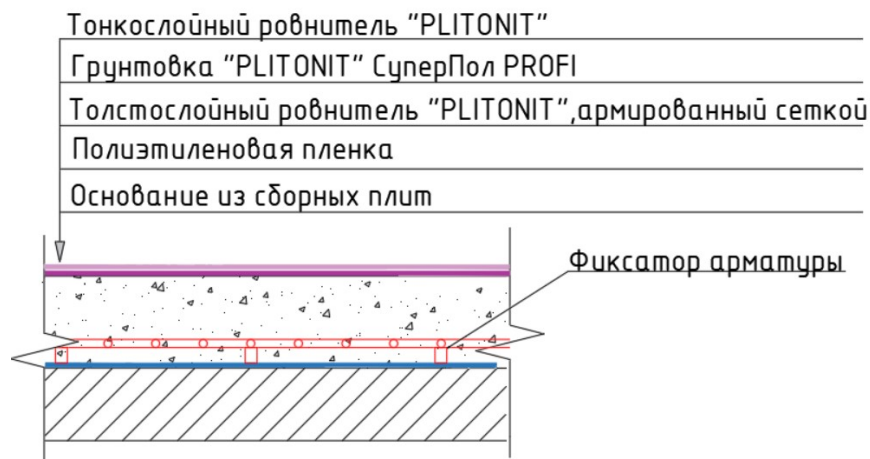 Тонкослойный ровнитель "PLITONIT"
Грунтовка "PLITONIT" СуперПол PROFI
Толстослойный ровнитель "PLITONIT",армированный сеткой
Полиэтиленовая пленка
Основание из сборных плит
Фиксатор арматуры